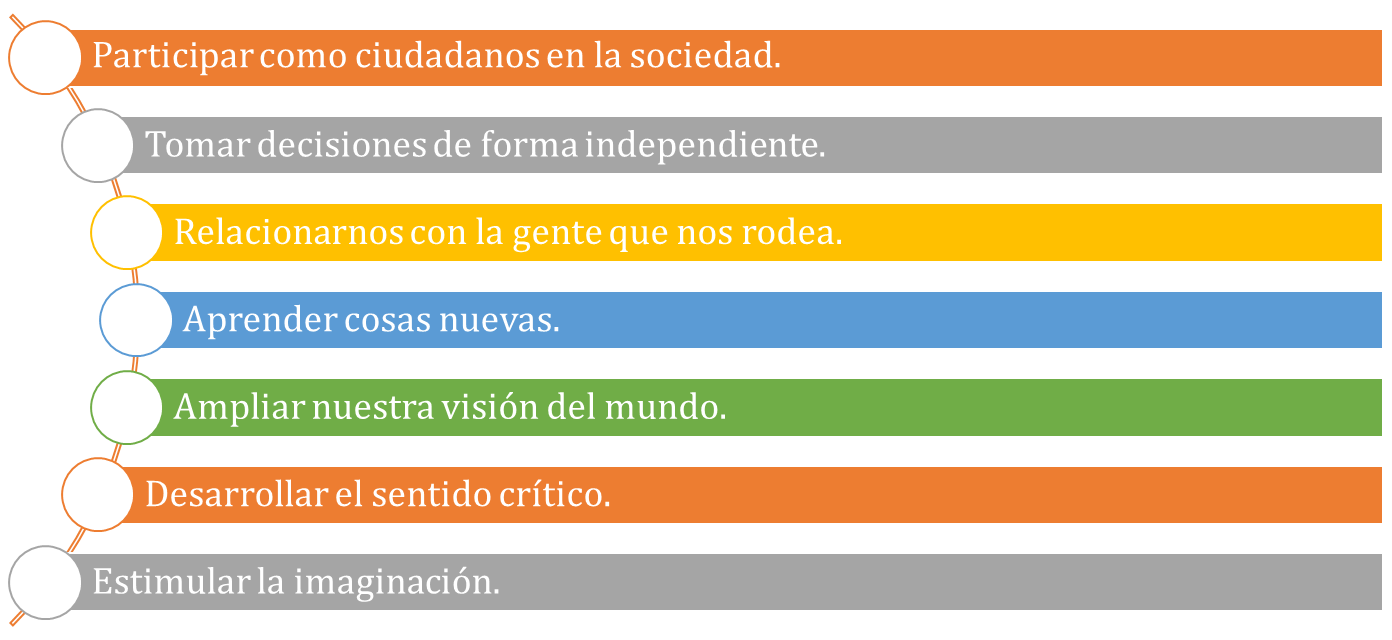 Participar como ciudadanos en la sociedad.
Tomar decisiones de forma independiente.
Relacionarnos con la gente que nos rodea.
Aprender cosas nuevas.
Ampliar nuestra visión del mundo.
Desarrollar el sentido crítico.
Estimular la imaginación.